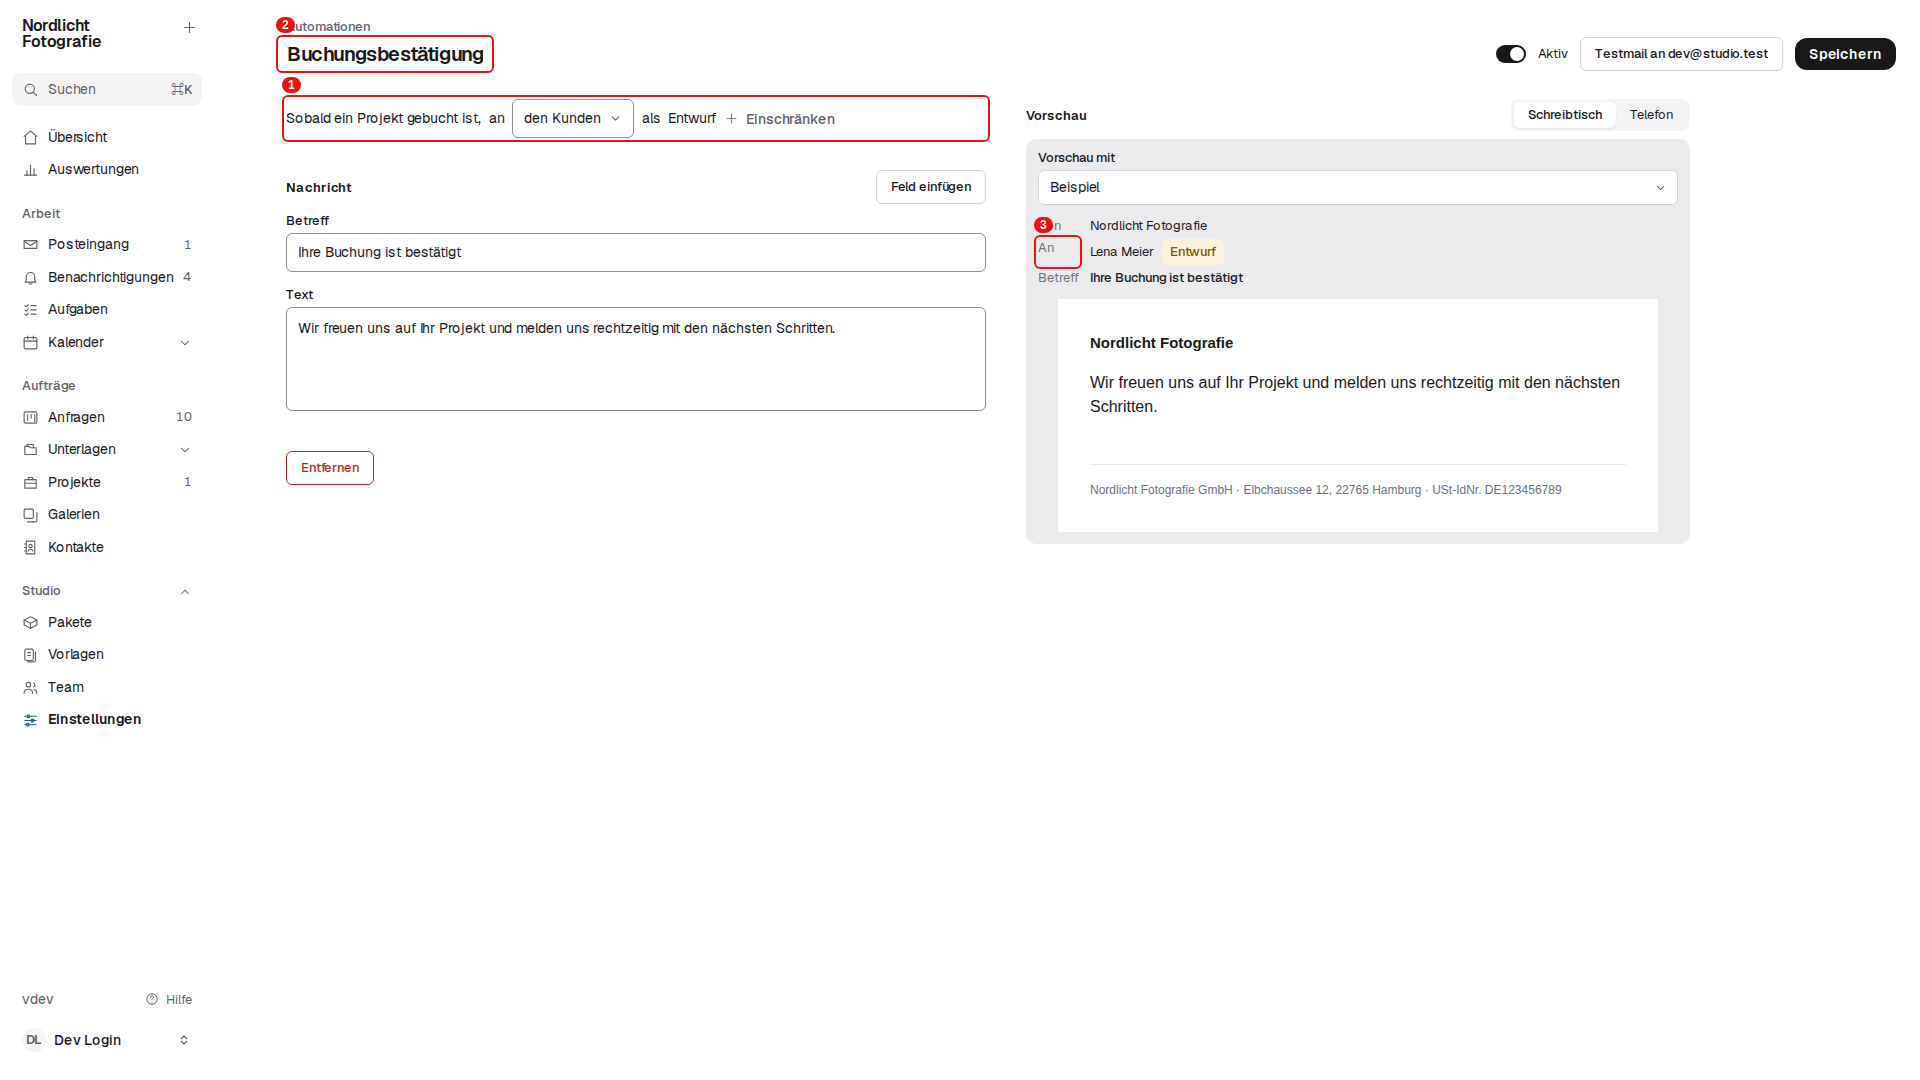 Nordlicht
Fotografie
Suchen
⌘K
Übersicht
Auswertungen
Arbeit
Posteingang 1
Benachrichtigungen 4
Aufgaben
Kalender
Aufträge
Anfragen 10
Unterlagen
Projekte 1
Galerien
Kontakte
Studio
Pakete
Vorlagen
Team
Einstellungen
vdev
Hilfe
DL Dev Login
2
utomationen
Buchungsbestätigung
Aktiv
Testmail an dev@studio.test
Speichern
1
Sobald ein Projekt gebucht ist, an den Kunden als Entwurf + Einschränken
Nachricht
Feld einfügen
Betreff
Ihre Buchung ist bestätigt
Text
Wir freuen uns auf Ihr Projekt und melden uns rechtzeitig mit den nächsten Schritten.
Entfernen
Vorschau
Schreibtisch Telefon
Vorschau mit
Beispiel
3
n Nordlicht Fotografie
An Lena Meier Entwurf
Betreff Ihre Buchung ist bestätigt
Nordlicht Fotografie
Wir freuen uns auf Ihr Projekt und melden uns rechtzeitig mit den nächsten
Schritten.
Nordlicht Fotografie GmbH · Elbchaussee 12, 22765 Hamburg · USt-IdNr. DE123456789